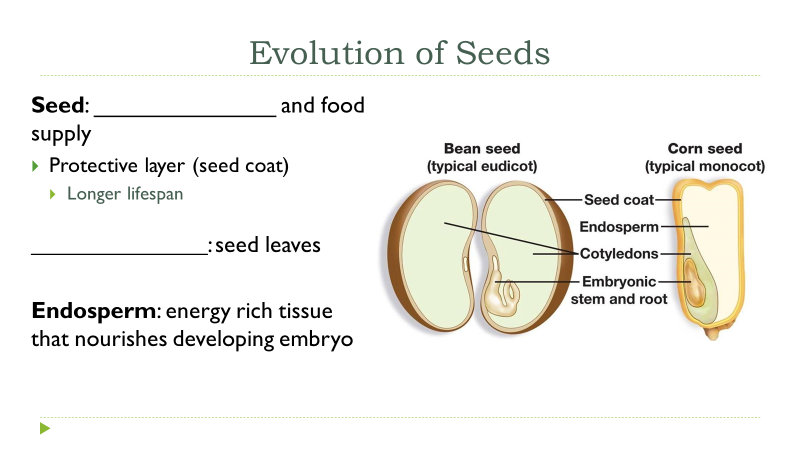 Evolution of Seeds
Seed: ________________ and food
supply
Protective layer (seed coat)
Longer lifespan
________________: seed leaves
Endosperm: energy rich tissue
that nourishes developing embryo
Bean seed
(typical eudicot)
Corn seed
(typical monocot)
Seed coat
Endosperm
Cotyledons
Embryonic
stem and root